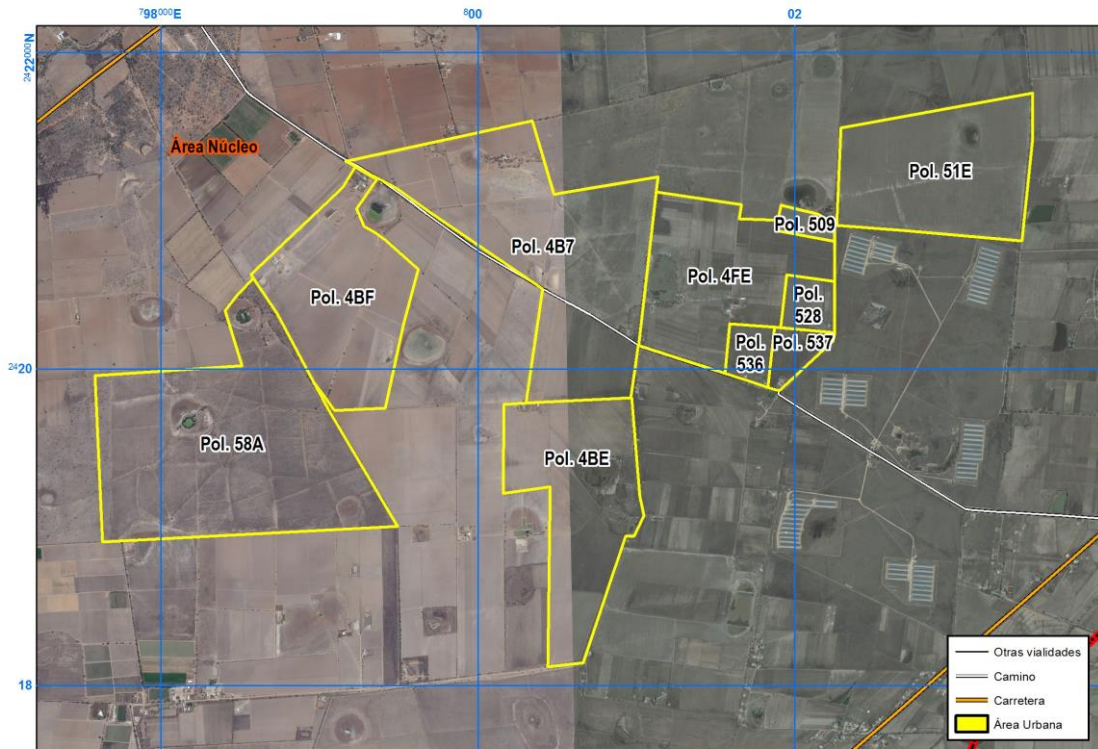 798000E
800
02
2422000N
Área Núcleo
Pol. 51E
Pol. 509
Pol. 4B7
Pol. 4BF
Pol. 4FE
Pol.
528
Pol.
536
Pol. 537
2420
Pol. 58A
Pol. 4BE
18
Otras vialidades
Camino
Carretera
Área Urbana